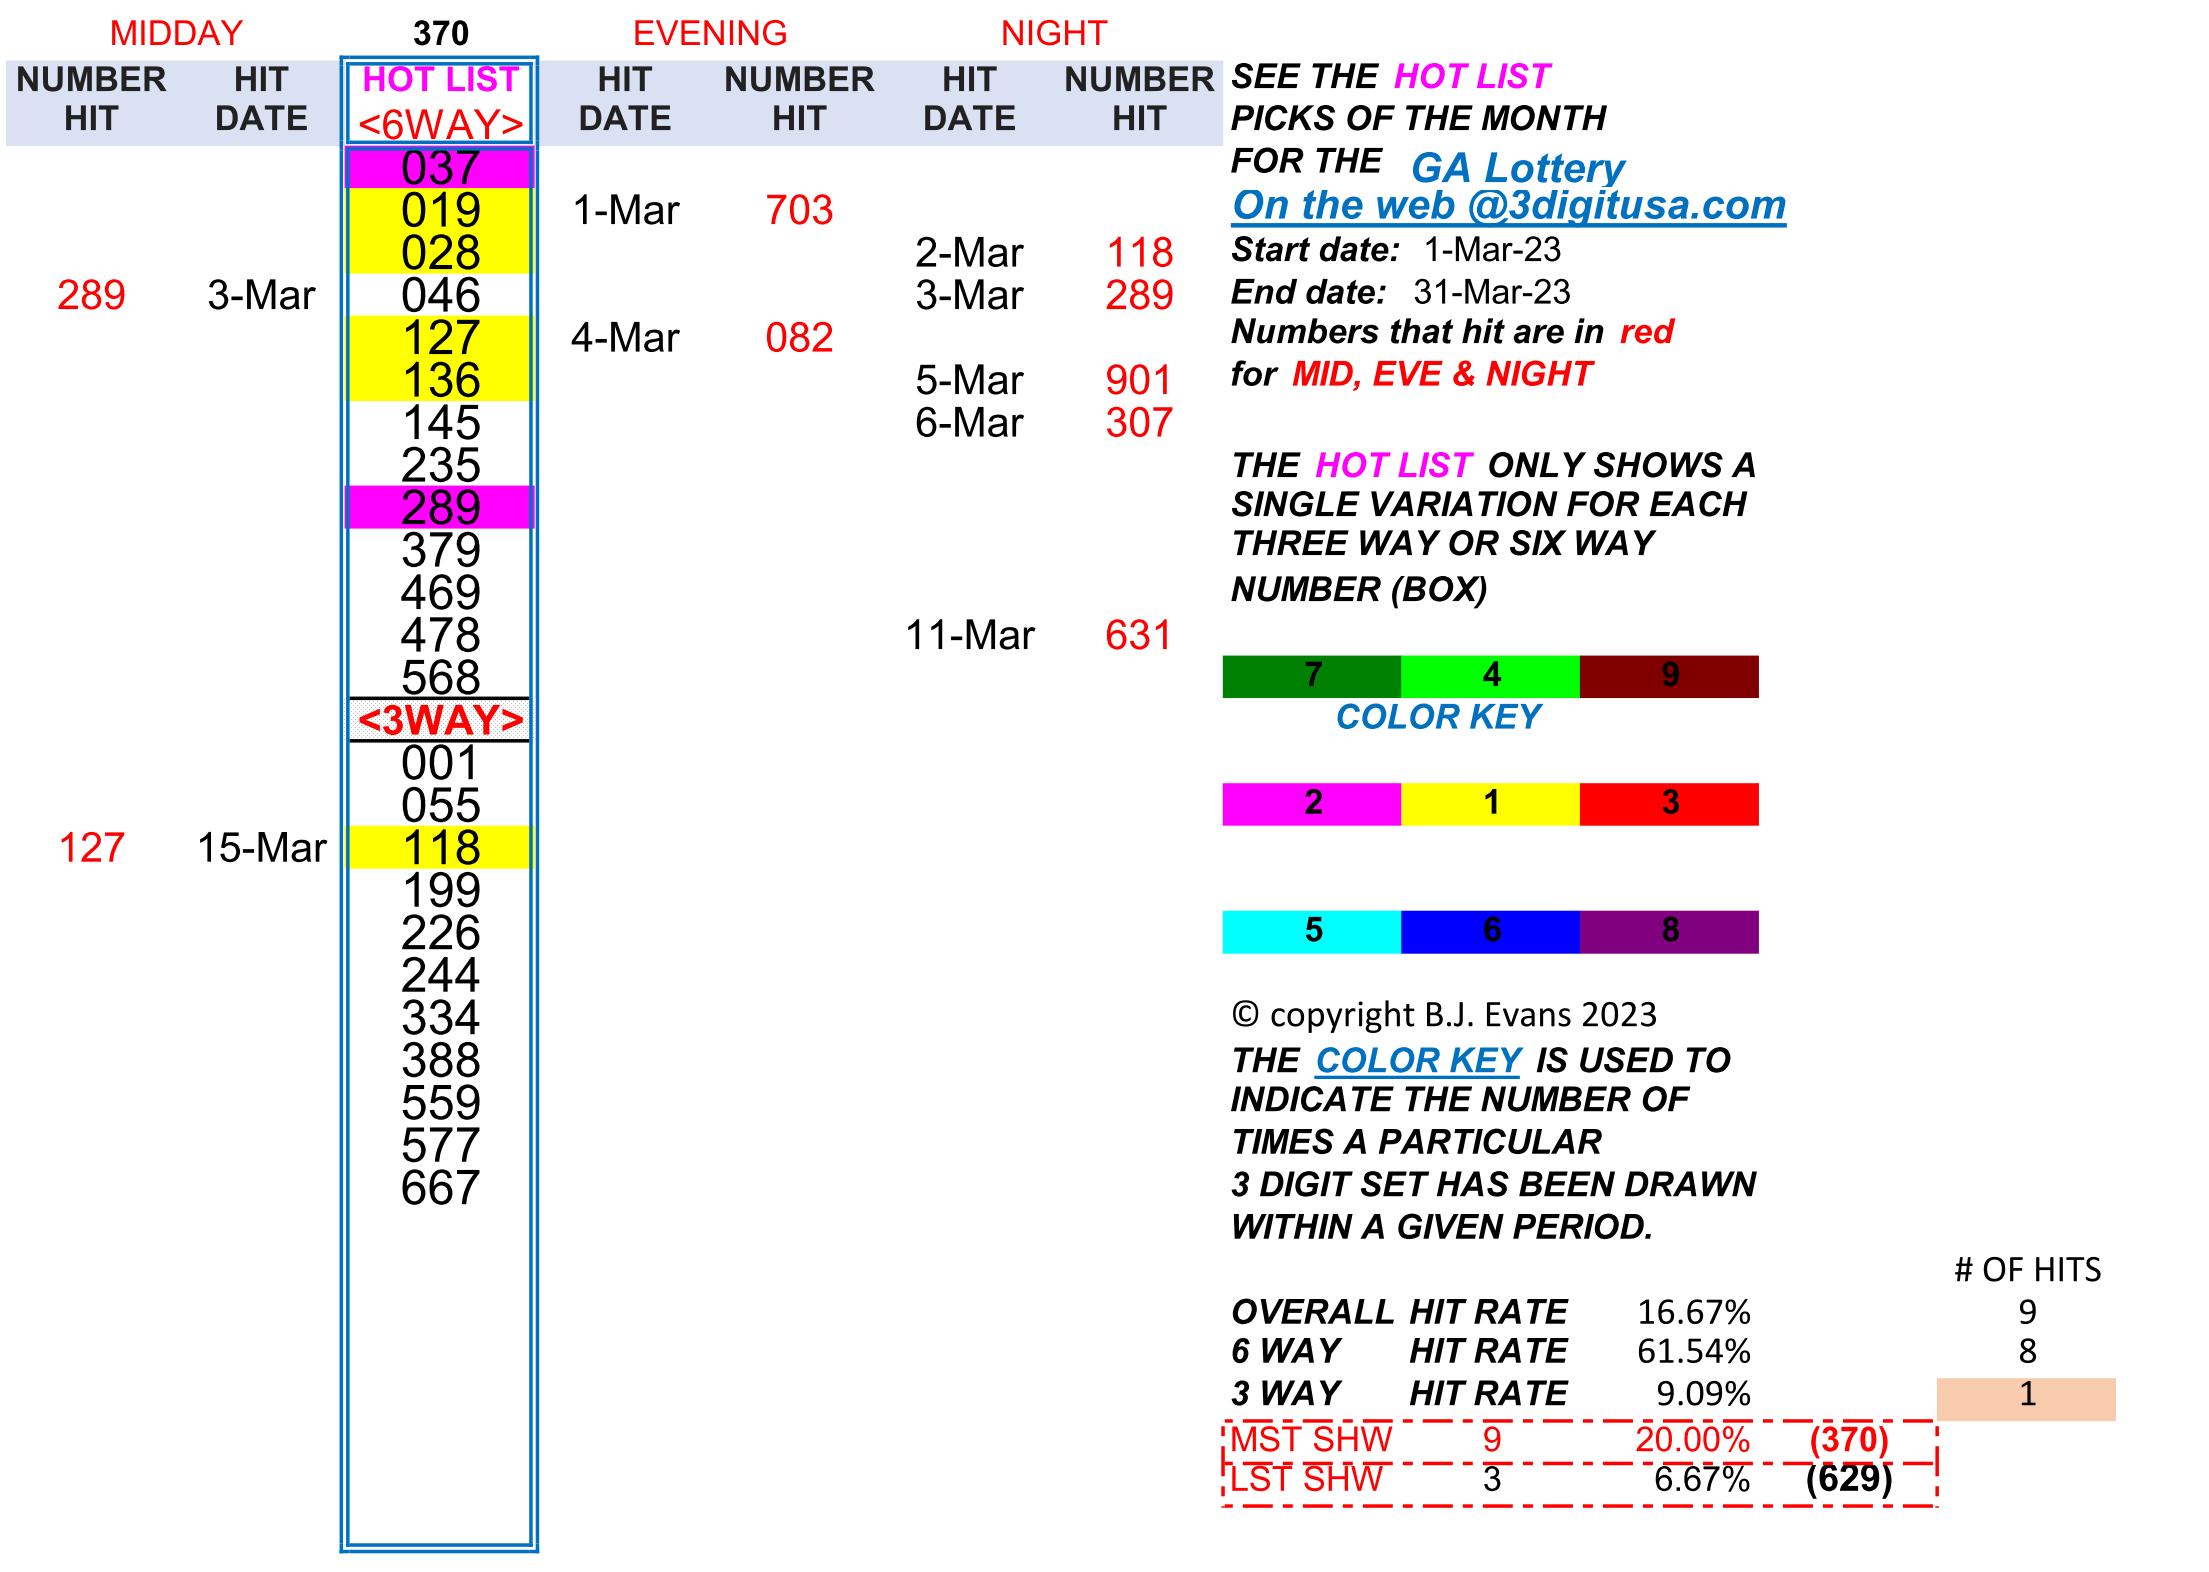 MIDDAY 370 EVENING NIGHT
NUMBER HIT HOT LIST HIT NUMBER HIT NUMBER SEE THE HOT LIST
HIT DATE <6WAY> DATE HIT DATE HIT PICKS OF THE MONTH
037 FOR THE GA Lottery
019 1-Mar 703 On the web @3digitusa.com
028 2-Mar 118 Start date: 1-Mar-23
289 3-Mar 046 3-Mar 289 End date: 31-Mar-23
127 4-Mar 082 Numbers that hit are in red
136 5-Mar 901 for MID, EVE & NIGHT
145 6-Mar 307
235 THE HOT LIST ONLY SHOWS A
289 SINGLE VARIATION FOR EACH
379 THREE WAY OR SIX WAY
469 NUMBER (BOX)
478 11-Mar 631
568 7 4 9
<3WAY> COLOR KEY
001
055 2 1 3
127 15-Mar 118
199
226 5 6 8
244
334 © copyright B.J. Evans 2023
388 THE COLOR KEY IS USED TO
559 INDICATE THE NUMBER OF
577 TIMES A PARTICULAR
667 3 DIGIT SET HAS BEEN DRAWN
WITHIN A GIVEN PERIOD.
# OF HITS
OVERALL HIT RATE 16.67% 9
6 WAY HIT RATE 61.54% 8
3 WAY HIT RATE 9.09% 1
MST SHW 9 20.00% (370)
LST SHW 3 6.67% (629)